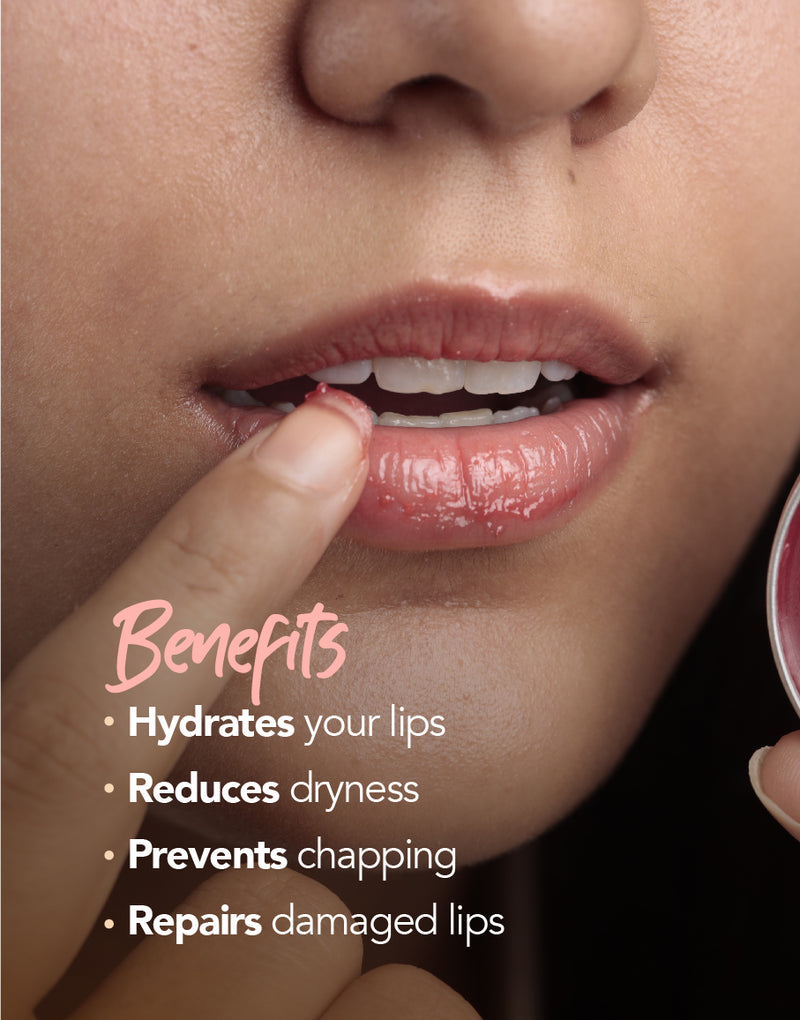 Benefits
• Hydrates your lips
• Reduces dryness
• Prevents chapping
• Repairs damaged lips